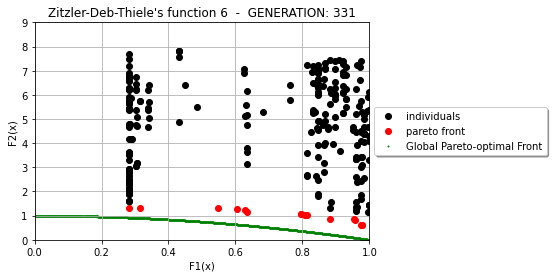 Zitzler-Deb-Thiele's function 6 - GENERATION: 331
9
8
7
6
5
4
3
2
1
0
F2(x)
0.0 0.2 0.4 0.6 0.8 1.0
F1(x)
individuals
pareto front
Global Pareto-optimal Front